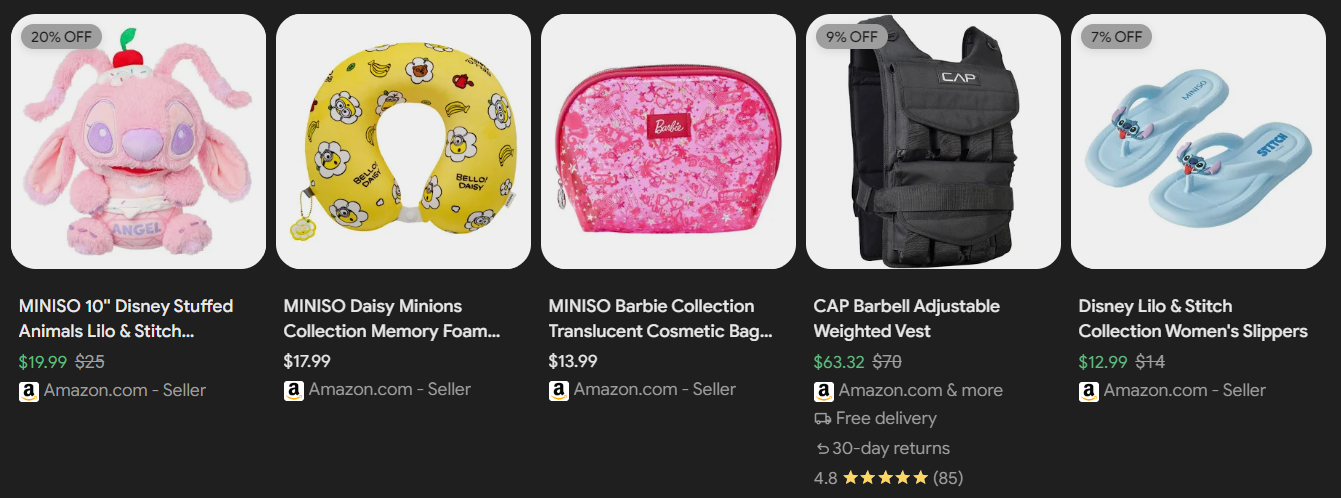 20% OFF
ANGEL
MINISO 10" Disney Stuffed
Animals Lilo & Stitch...
$19.99 $25
Amazon.com - Seller
BELLO!
DAISY
BELLO!
DAISY
MINISO Daisy Minions
Collection Memory Foam...
$17.99
Amazon.com - Seller
Barbie
MINISO Barbie Collection
Translucent Cosmetic Bag...
$13.99
Amazon.com - Seller
9% OFF
CAP
CAP Barbell Adjustable
Weighted Vest
$63.32 $70
Amazon.com & more
Free delivery
30-day returns
4.8 ★★★★★ (85)
7% OFF
MINISO
STITCH
Disney Lilo & Stitch
Collection Women's Slippers
$12.99 $14
Amazon.com - Seller